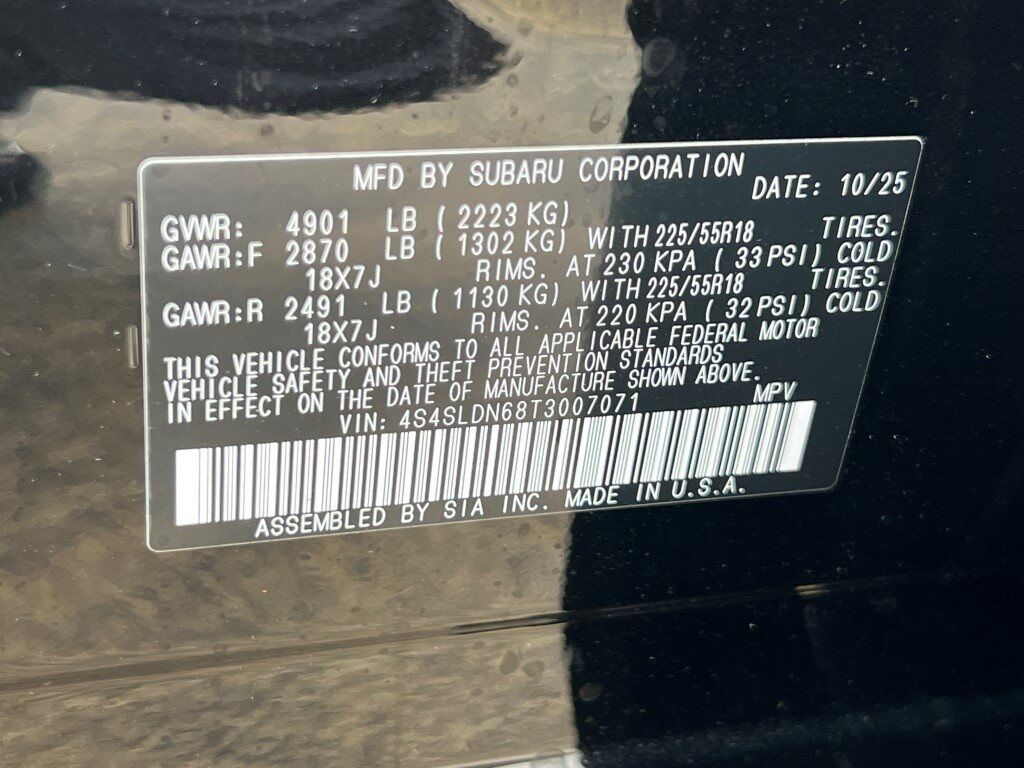 MFD BY SUBARU CORPORATION DATE: 10/25
GVWR: 4901 LB ( 2223 KG)
GAWR:F 2870 LB ( 1302 KG) WITH 225/55R18 TIRES.
18X7J RIMS. AT 230 KPA ( 33 PSI) COLD
GAWR:R 2491 LB ( 1130 KG) WITH 225/55R18 TIRES.
18X7J RIMS. AT 220 KPA ( 32 PSI) COLD
THIS VEHICLE CONFORMS TO ALL APPLICABLE FEDERAL MOTOR
VEHICLE SAFETY AND THEFT PREVENTION STANDARDS
IN EFFECT ON THE DATE OF MANUFACTURE SHOWN ABOVE.
VIN: 4S4SLDN68T3007071 MPV
ASSEMBLED BY SIA INC. MADE IN U.S.A.